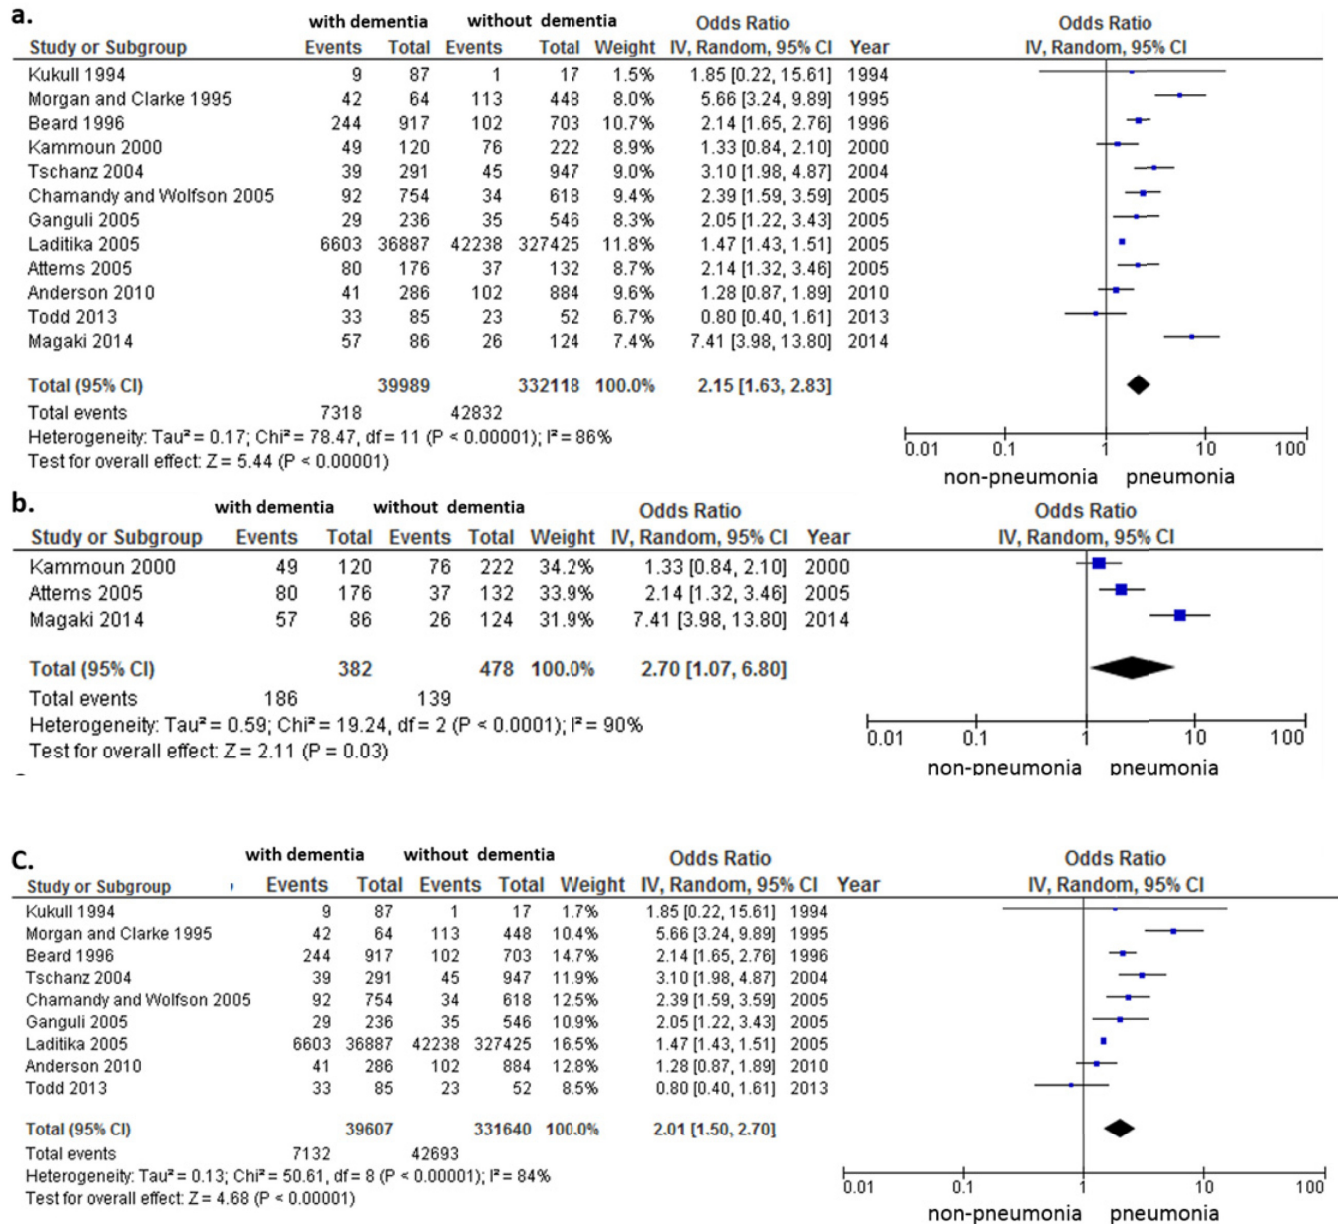 a.
with dementia without dementia Odds Ratio Odds Ratio
Study or Subgroup Events Total Events Total Weight IV, Random, 95% CI Year IV, Random, 95% CI
Kukull 1994 9 87 1 17 1.5% 1.85 [0.22, 15.61] 1994
Morgan and Clarke 1995 42 64 113 448 8.0% 5.66 [3.24, 9.89] 1995
Beard 1996 244 917 102 703 10.7% 2.14 [1.65, 2.76] 1996
Kammoun 2000 49 120 76 222 8.9% 1.33 [0.84, 2.10] 2000
Tschanz 2004 39 291 45 947 9.0% 3.10 [1.98, 4.87] 2004
Chamandy and Wolfson 2005 92 754 34 618 9.4% 2.39 [1.59, 3.59] 2005
Ganguli 2005 29 236 35 546 8.3% 2.05 [1.22, 3.43] 2005
Laditika 2005 6603 36887 42238 327425 11.8% 1.47 [1.43, 1.51] 2005
Attems 2005 80 176 37 132 8.7% 2.14 [1.32, 3.46] 2005
Anderson 2010 41 286 102 884 9.6% 1.28 [0.87, 1.89] 2010
Todd 2013 33 85 23 52 6.7% 0.80 [0.40, 1.61] 2013
Magaki 2014 57 86 26 124 7.4% 7.41 [3.98, 13.80] 2014
Total (95% CI) 39989 332118 100.0% 2.15 [1.63, 2.83]
Total events 7318 42832
Heterogeneity: Tau² = 0.17; Chi² = 78.47, df = 11 (P < 0.00001); I² = 86%
Test for overall effect: Z = 5.44 (P < 0.00001)
0.01 0.1 1 10 100
non-pneumonia pneumonia
b.
with dementia without dementia Odds Ratio Odds Ratio
Study or Subgroup Events Total Events Total Weight IV, Random, 95% CI Year IV, Random, 95% CI
Kammoun 2000 49 120 76 222 34.2% 1.33 [0.84, 2.10] 2000
Attems 2005 80 176 37 132 33.9% 2.14 [1.32, 3.46] 2005
Magaki 2014 57 86 26 124 31.9% 7.41 [3.98, 13.80] 2014
Total (95% CI) 382 478 100.0% 2.70 [1.07, 6.80]
Total events 186 139
Heterogeneity: Tau² = 0.59; Chi² = 19.24, df = 2 (P < 0.0001); I² = 90%
Test for overall effect: Z = 2.11 (P = 0.03)
0.01 0.1 1 10 100
non-pneumonia pneumonia
C.
with dementia without dementia Odds Ratio Odds Ratio
Study or Subgroup Events Total Events Total Weight IV, Random, 95% CI Year IV, Random, 95% CI
Kukull 1994 9 87 1 17 1.7% 1.85 [0.22, 15.61] 1994
Morgan and Clarke 1995 42 64 113 448 10.4% 5.66 [3.24, 9.89] 1995
Beard 1996 244 917 102 703 14.7% 2.14 [1.65, 2.76] 1996
Tschanz 2004 39 291 45 947 11.9% 3.10 [1.98, 4.87] 2004
Chamandy and Wolfson 2005 92 754 34 618 12.5% 2.39 [1.59, 3.59] 2005
Ganguli 2005 29 236 35 546 10.9% 2.05 [1.22, 3.43] 2005
Laditika 2005 6603 36887 42238 327425 16.5% 1.47 [1.43, 1.51] 2005
Anderson 2010 41 286 102 884 12.8% 1.28 [0.87, 1.89] 2010
Todd 2013 33 85 23 52 8.5% 0.80 [0.40, 1.61] 2013
Total (95% CI) 39607 331640 100.0% 2.01 [1.50, 2.70]
Total events 7132 42693
Heterogeneity: Tau² = 0.13; Chi² = 50.61, df = 8 (P < 0.00001); I² = 84%
Test for overall effect: Z = 4.68 (P < 0.00001)
0.01 0.1 1 10 100
non-pneumonia pneumonia